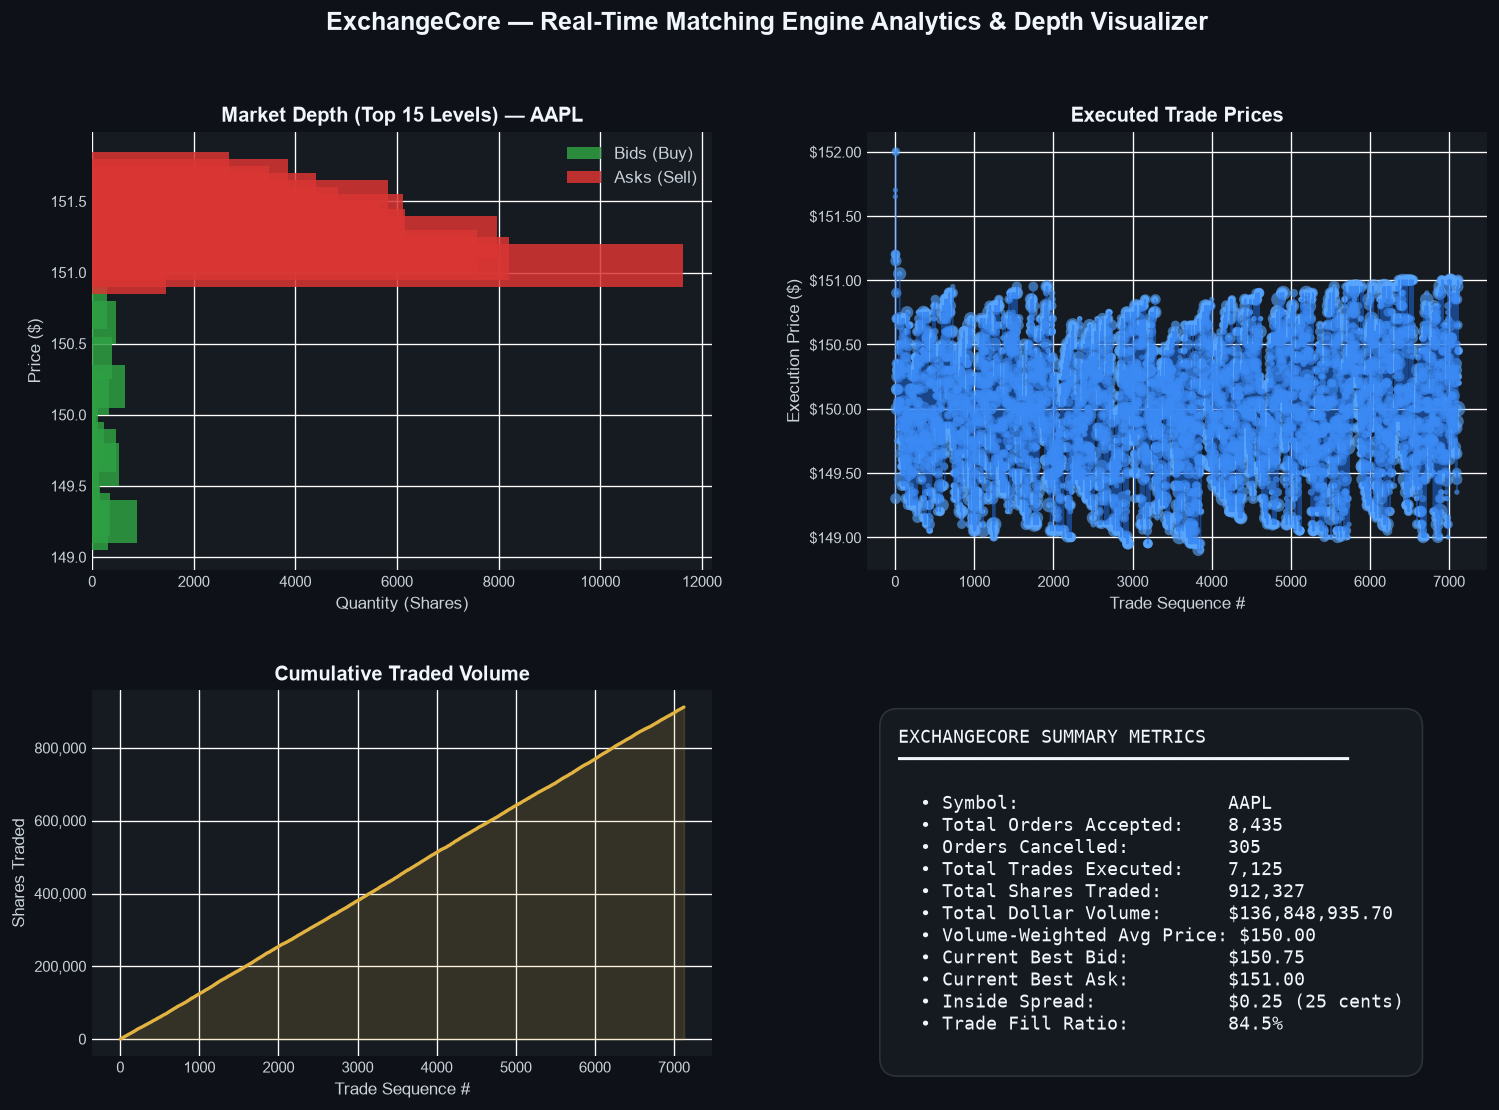 ExchangeCore — Real-Time Matching Engine Analytics & Depth Visualizer
Market Depth (Top 15 Levels) — AAPL
Bids (Buy)
Asks (Sell)
Price ($)
151.5
151.0
150.5
150.0
149.5
149.0
0 2000 4000 6000 8000 10000 12000
Quantity (Shares)
Executed Trade Prices
Execution Price ($)
$152.00
$151.50
$151.00
$150.50
$150.00
$149.50
$149.00
0 1000 2000 3000 4000 5000 6000 7000
Trade Sequence #
Cumulative Traded Volume
Shares Traded
800,000
600,000
400,000
200,000
0
0 1000 2000 3000 4000 5000 6000 7000
Trade Sequence #
EXCHANGECORE SUMMARY METRICS
• Symbol: AAPL
• Total Orders Accepted: 8,435
• Orders Cancelled: 305
• Total Trades Executed: 7,125
• Total Shares Traded: 912,327
• Total Dollar Volume: $136,848,935.70
• Volume-Weighted Avg Price: $150.00
• Current Best Bid: $150.75
• Current Best Ask: $151.00
• Inside Spread: $0.25 (25 cents)
• Trade Fill Ratio: 84.5%